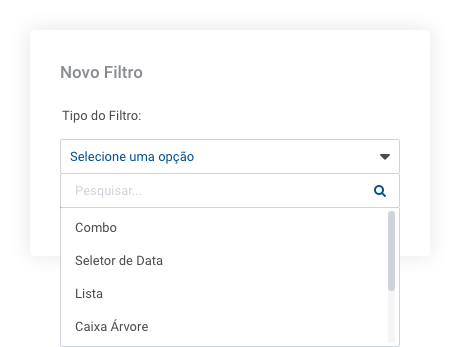 Novo Filtro
Tipo do Filtro:
Selecione uma opção
Pesquisar...
Combo
Seletor de Data
Lista
Caixa Árvore